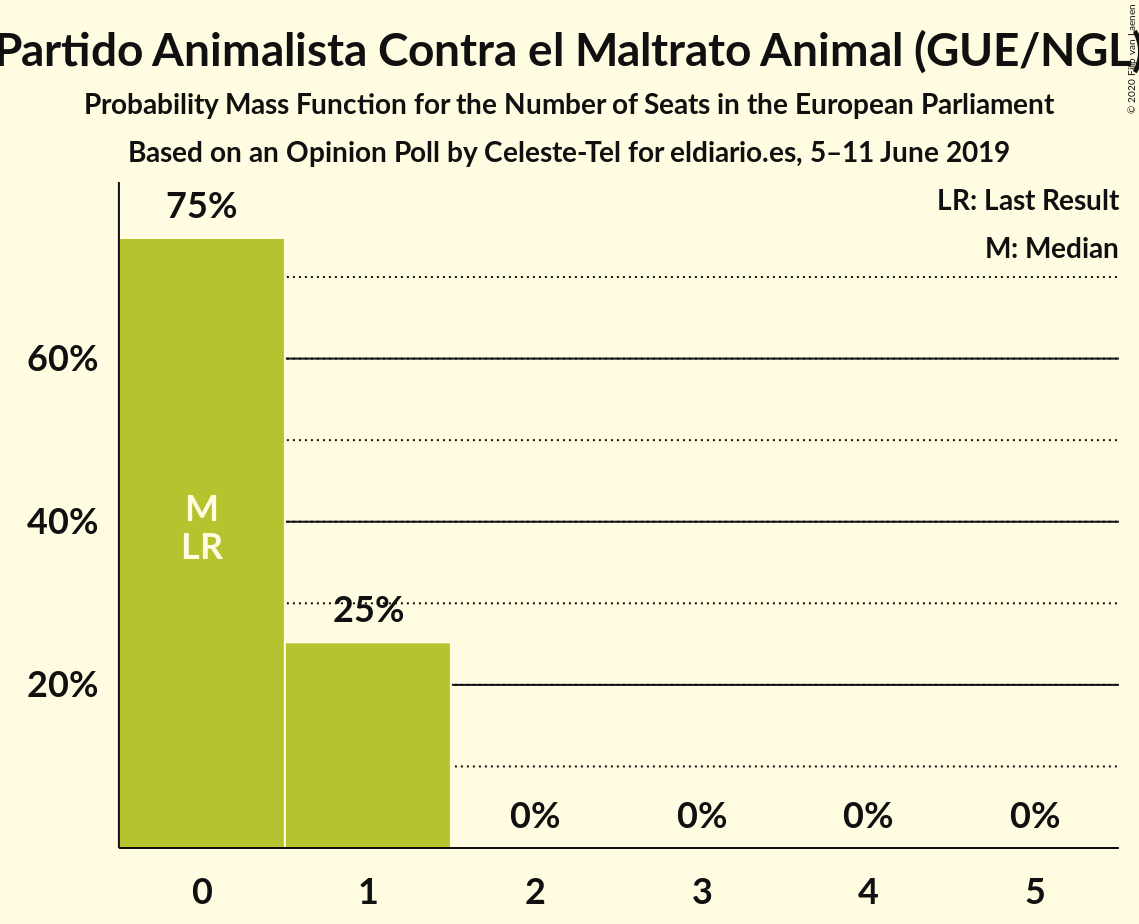 Partido Animalista Contra el Maltrato Animal (GUE/NGL)
Probability Mass Function for the Number of Seats in the European Parliament
Based on an Opinion Poll by Celeste-Tel for eldiario.es, 5–11 June 2019
© 2020 Filip van Laenen
LR: Last Result
M: Median
75%
60%
M
40%
LR
25%
20%
0% 0% 0% 0%
0 1 2 3 4 5